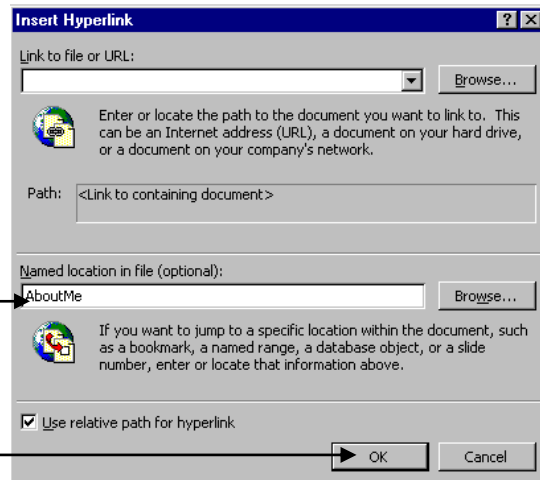 Insert Hyperlink
Link to file or URL:
Browse...
Enter or locate the path to the document you want to link to. This
can be an Internet address (URL), a document on your hard drive,
or a document on your company's network.
Path: <Link to containing document>
Named location in file (optional):
AboutMe
Browse...
If you want to jump to a specific location within the document, such
as a bookmark, a named range, a database object, or a slide
number, enter or locate that information above.
Use relative path for hyperlink
OK Cancel